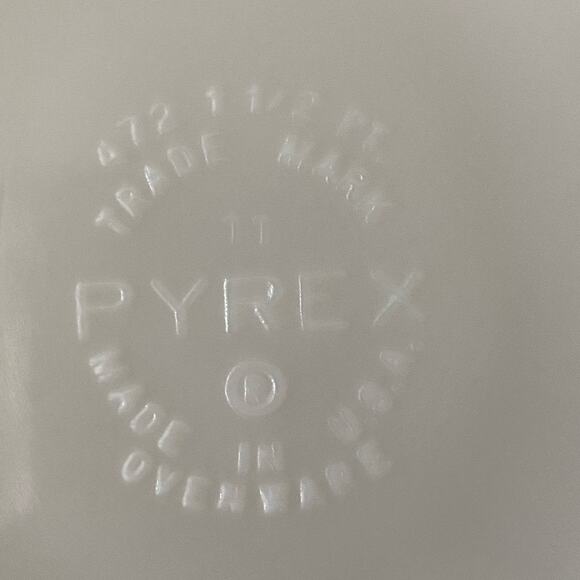 472 1 1/2 PT.
TRADE MARK
11
PYREX
®
MADE IN U.S.A.
OVENWARE